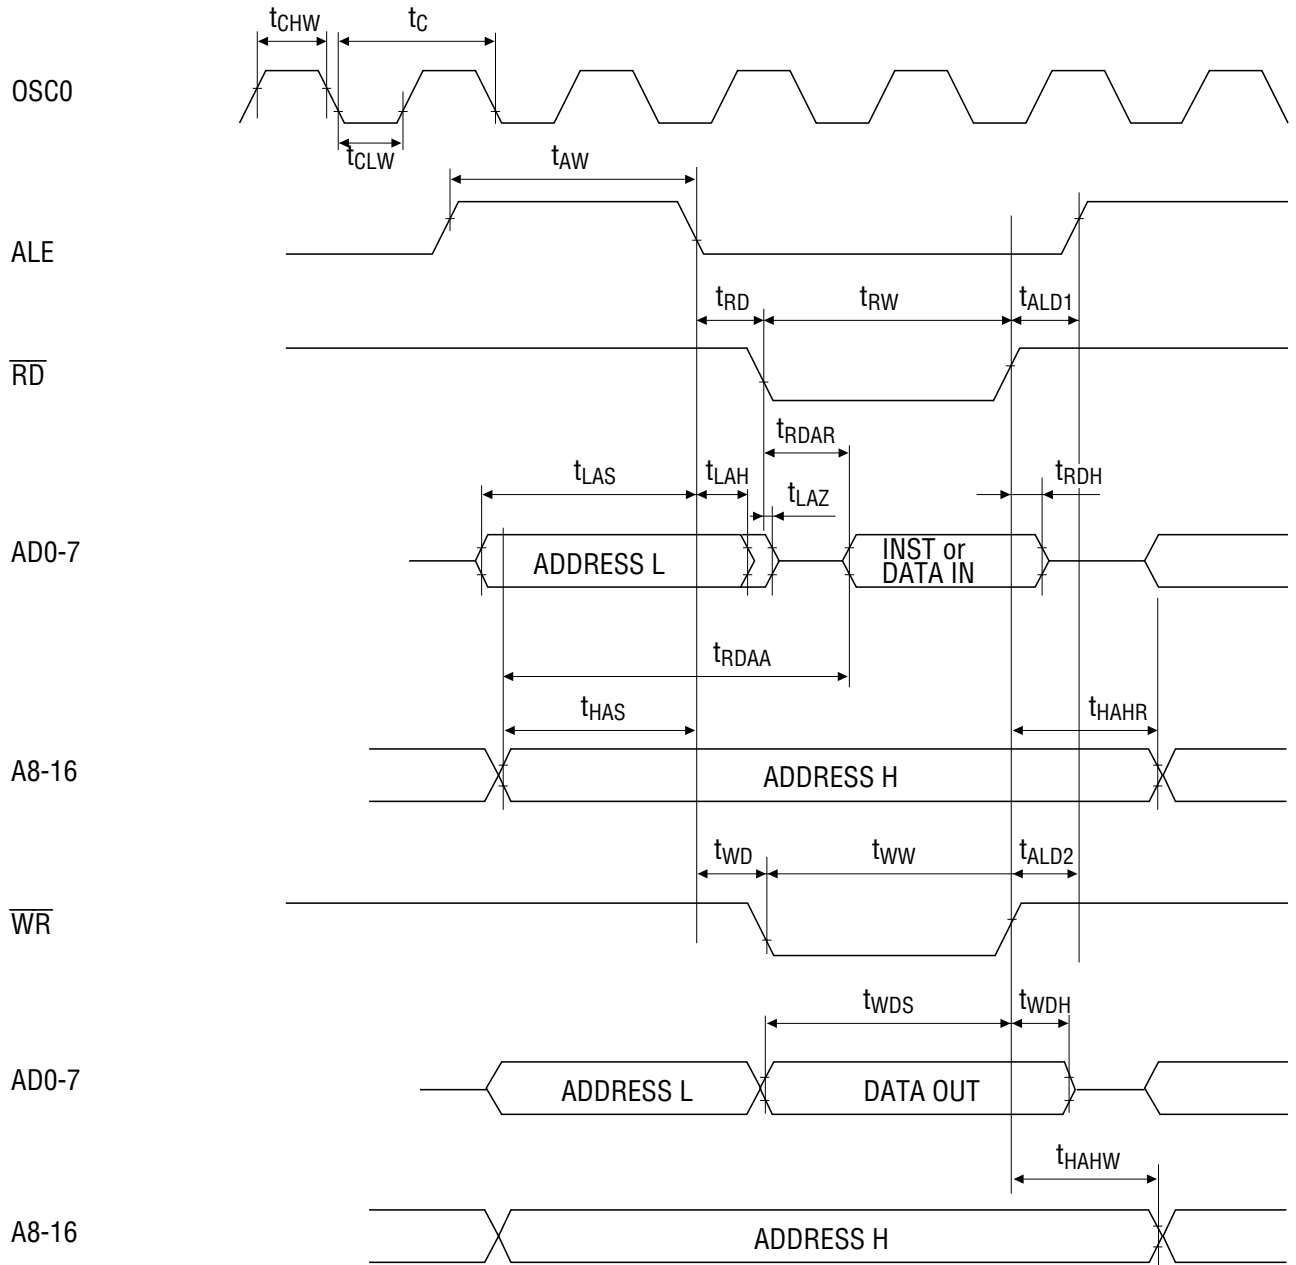 tCHW tC
OSC0
tCLW tAW
ALE
tRD tRW tALD1
RD
tRDAR
tLAS tLAH tLAZ tRDH
AD0-7 ADDRESS L INST or
DATA IN
tRDAA
tHAS tHAHR
A8-16 ADDRESS H
tWD tWW tALD2
WR
tWDS tWDH
AD0-7 ADDRESS L DATA OUT
tHAHW
A8-16 ADDRESS H